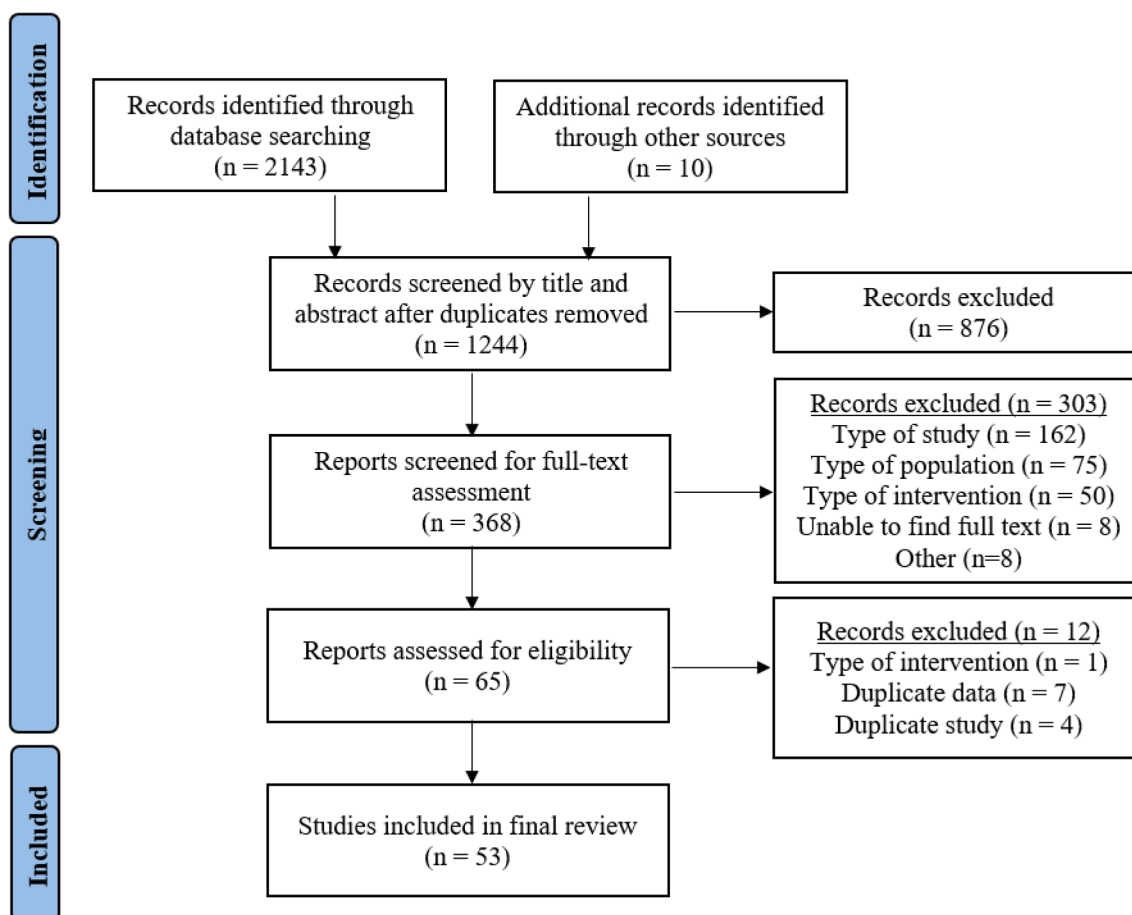 Identification
Records identified through
database searching
(n = 2143)
Additional records identified
through other sources
(n = 10)
Screening
Records screened by title and
abstract after duplicates removed
(n = 1244)
Records excluded
(n = 876)
Reports screened for full-text
assessment
(n = 368)
Records excluded (n = 303)
Type of study (n = 162)
Type of population (n = 75)
Type of intervention (n = 50)
Unable to find full text (n = 8)
Other (n=8)
Reports assessed for eligibility
(n = 65)
Records excluded (n = 12)
Type of intervention (n = 1)
Duplicate data (n = 7)
Duplicate study (n = 4)
Included
Studies included in final review
(n = 53)